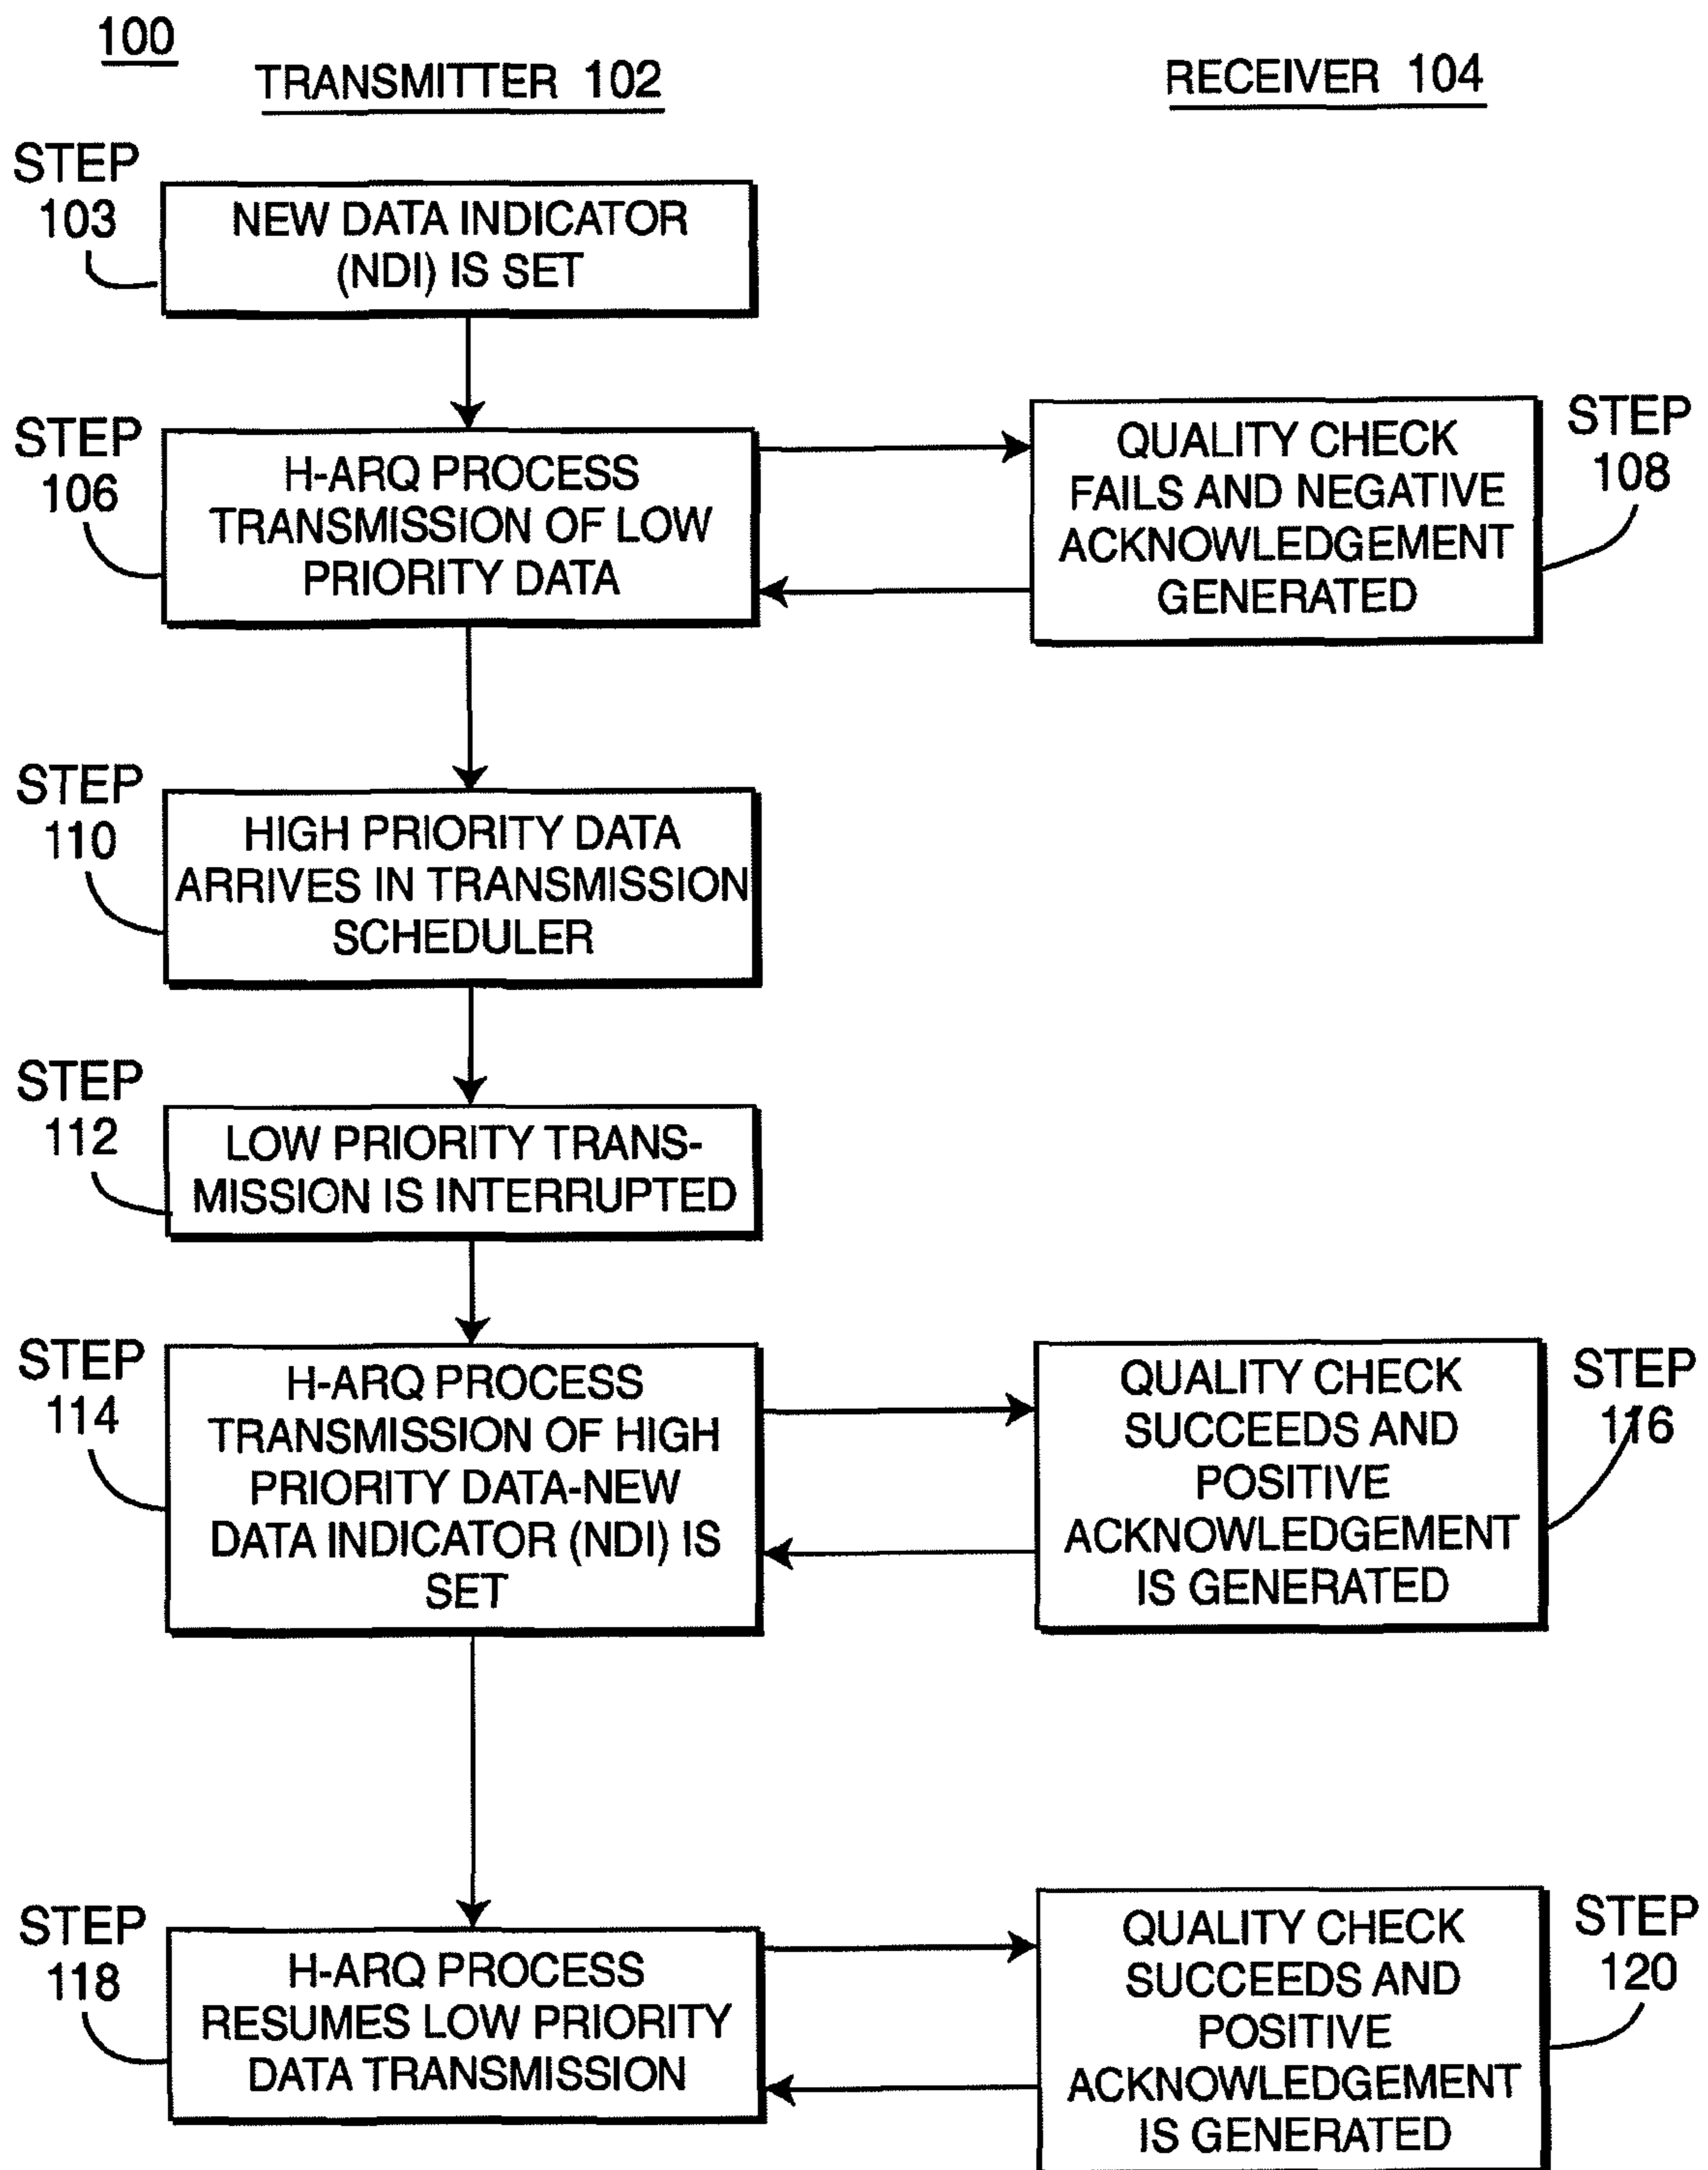 100
TRANSMITTER 102
RECEIVER 104
STEP
103
NEW DATA INDICATOR
(NDI) IS SET
STEP
106
H-ARQ PROCESS
TRANSMISSION OF LOW
PRIORITY DATA
QUALITY CHECK
FAILS AND NEGATIVE
ACKNOWLEDGEMENT
GENERATED
STEP
108
STEP
110
HIGH PRIORITY DATA
ARRIVES IN TRANSMISSION
SCHEDULER
STEP
112
LOW PRIORITY TRANS-
MISSION IS INTERRUPTED
STEP
114
H-ARQ PROCESS
TRANSMISSION OF HIGH
PRIORITY DATA-NEW
DATA INDICATOR (NDI) IS
SET
QUALITY CHECK
SUCCEEDS AND
POSITIVE
ACKNOWLEDGEMENT
IS GENERATED
STEP
116
STEP
118
H-ARQ PROCESS
RESUMES LOW PRIORITY
DATA TRANSMISSION
QUALITY CHECK
SUCCEEDS AND
POSITIVE
ACKNOWLEDGEMENT
IS GENERATED
STEP
120